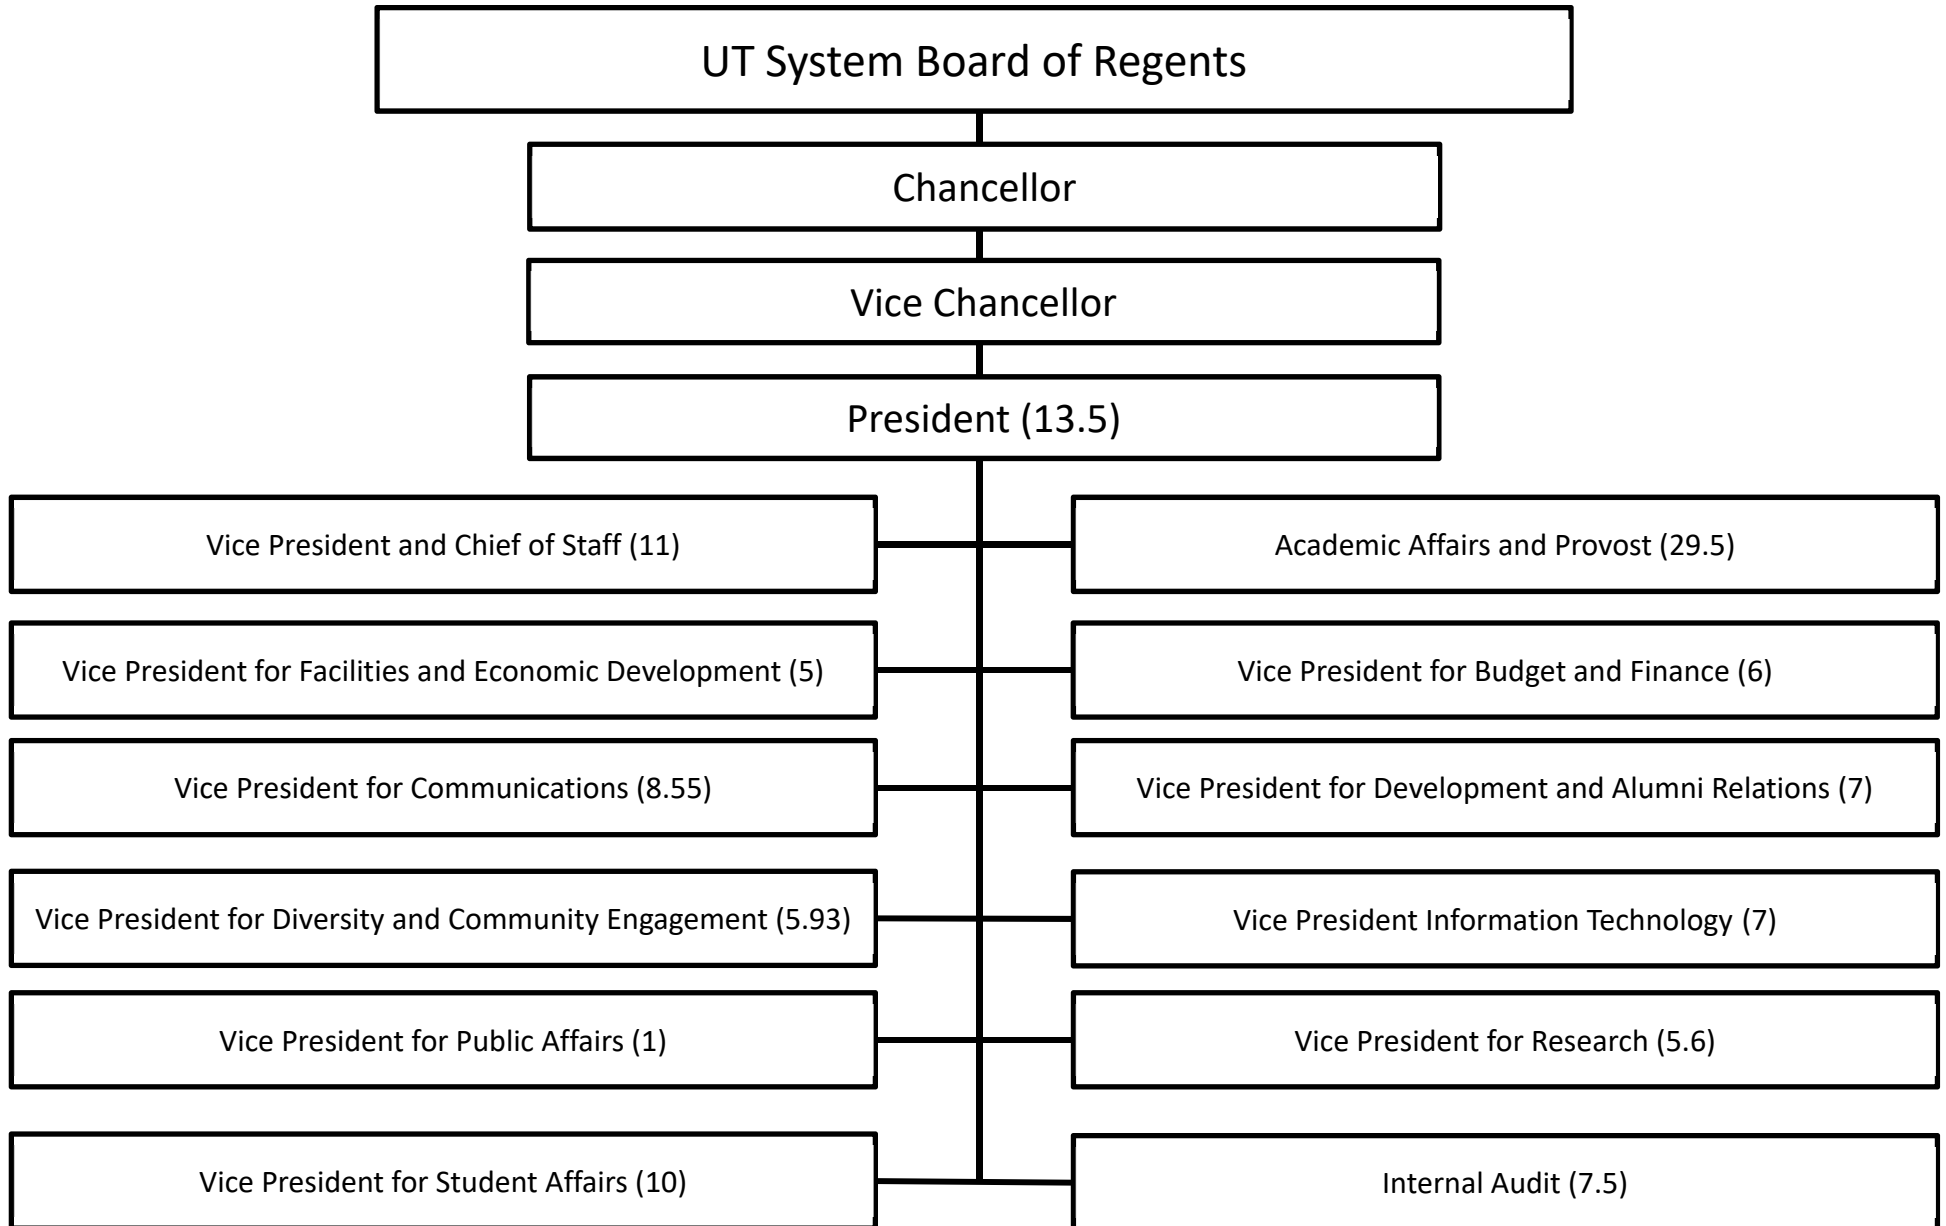 UT System Board of Regents
Chancellor
Vice Chancellor
President (13.5)
Vice President and Chief of Staff (11)
Academic Affairs and Provost (29.5)
Vice President for Facilities and Economic Development (5)
Vice President for Budget and Finance (6)
Vice President for Communications (8.55)
Vice President for Development and Alumni Relations (7)
Vice President for Diversity and Community Engagement (5.93)
Vice President Information Technology (7)
Vice President for Public Affairs (1)
Vice President for Research (5.6)
Vice President for Student Affairs (10)
Internal Audit (7.5)